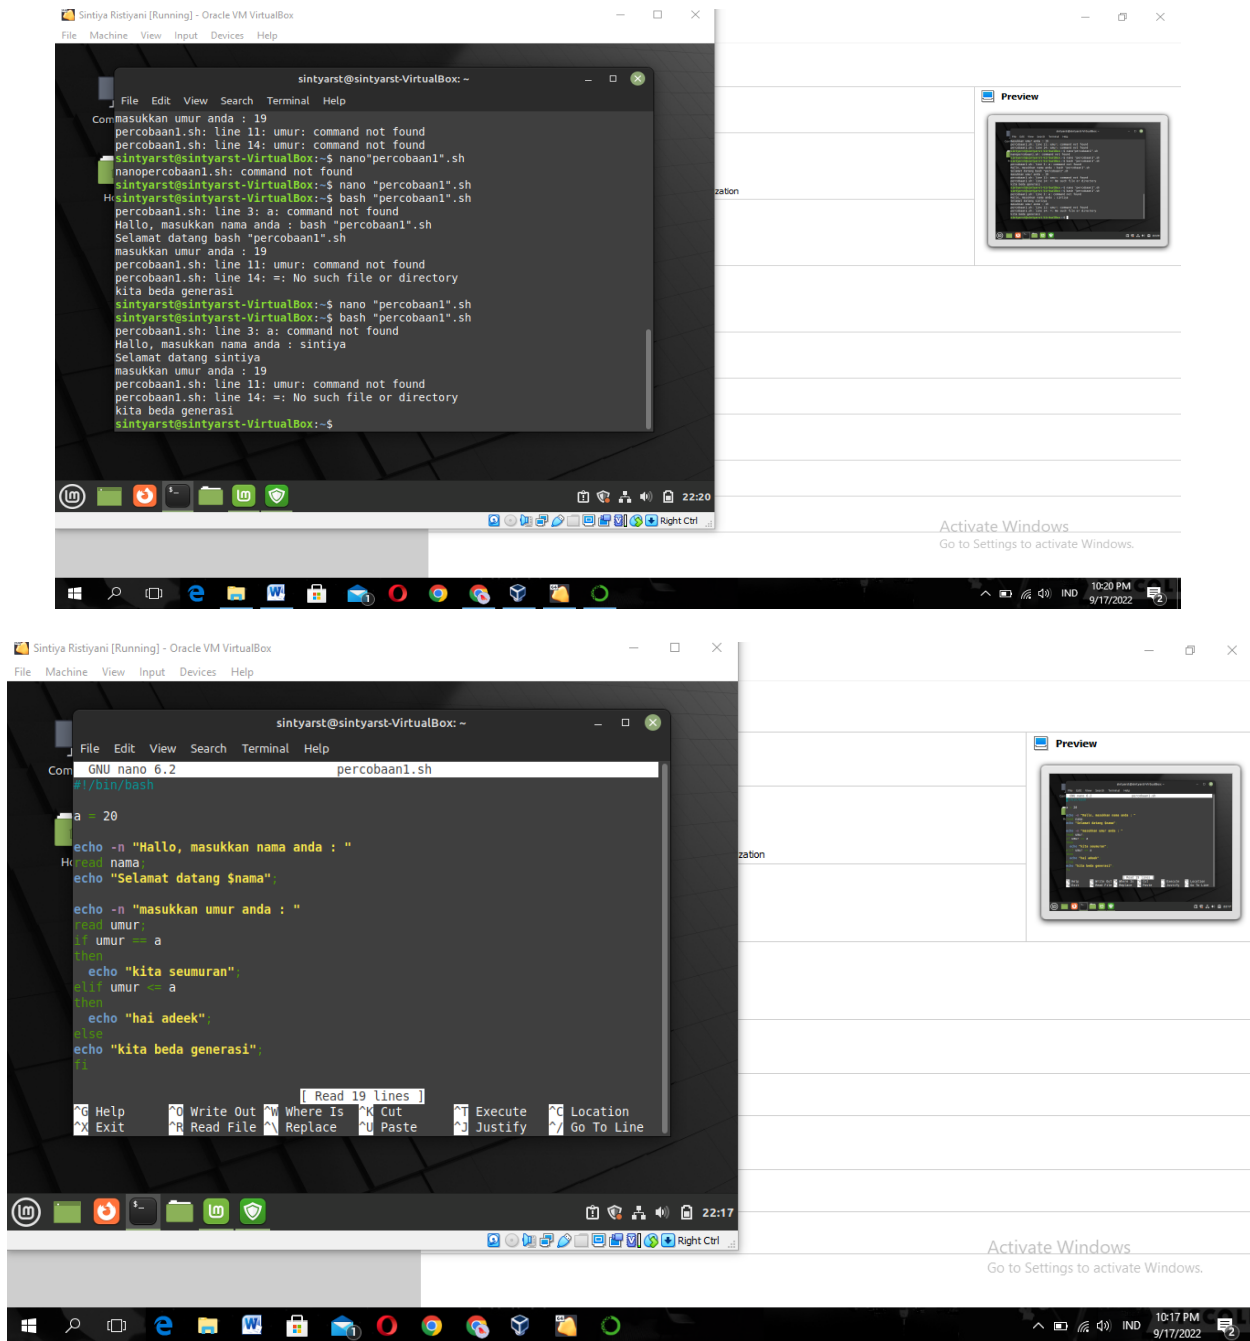 Sintiya Ristiyani [Running] - Oracle VM VirtualBox
File Machine View Input Devices Help
sintyarst@sintyarst-VirtualBox: ~
File Edit View Search Terminal Help
Com
masukkan umur anda : 19
percobaan1.sh: line 11: umur: command not found
percobaan1.sh: line 14: umur: command not found
sintyarst@sintyarst-VirtualBox:~$ nano"percobaan1".sh
nanopercobaan1.sh: command not found
sintyarst@sintyarst-VirtualBox:~$ nano "percobaan1".sh
sintyarst@sintyarst-VirtualBox:~$ bash "percobaan1".sh
percobaan1.sh: line 3: a: command not found
Hallo, masukkan nama anda : bash "percobaan1".sh
Selamat datang bash "percobaan1".sh
masukkan umur anda : 19
percobaan1.sh: line 11: umur: command not found
percobaan1.sh: line 14: =: No such file or directory
kita beda generasi
sintyarst@sintyarst-VirtualBox:~$ nano "percobaan1".sh
sintyarst@sintyarst-VirtualBox:~$ bash "percobaan1".sh
percobaan1.sh: line 3: a: command not found
Hallo, masukkan nama anda : sintiya
Selamat datang sintiya
masukkan umur anda : 19
percobaan1.sh: line 11: umur: command not found
percobaan1.sh: line 14: =: No such file or directory
kita beda generasi
sintyarst@sintyarst-VirtualBox:~$
22:20
Right Ctrl
Preview
zation
Activate Windows
Go to Settings to activate Windows.
IND
10:20 PM
9/17/2022
Sintiya Ristiyani [Running] - Oracle VM VirtualBox
File Machine View Input Devices Help
sintyarst@sintyarst-VirtualBox: ~
File Edit View Search Terminal Help
Com
GNU nano 6.2 percobaan1.sh
#!/bin/bash
a = 20
echo -n "Hallo, masukkan nama anda : "
read nama;
echo "Selamat datang $nama";
echo -n "masukkan umur anda : "
read umur;
if umur == a
then
echo "kita seumuran";
elif umur <= a
then
echo "hai adeek";
else
echo "kita beda generasi";
fi
[ Read 19 lines ]
^G Help ^O Write Out ^W Where Is ^K Cut ^T Execute ^C Location
^X Exit ^R Read File ^\ Replace ^U Paste ^J Justify ^/ Go To Line
22:17
Right Ctrl
Preview
zation
Activate Windows
Go to Settings to activate Windows.
IND
10:17 PM
9/17/2022